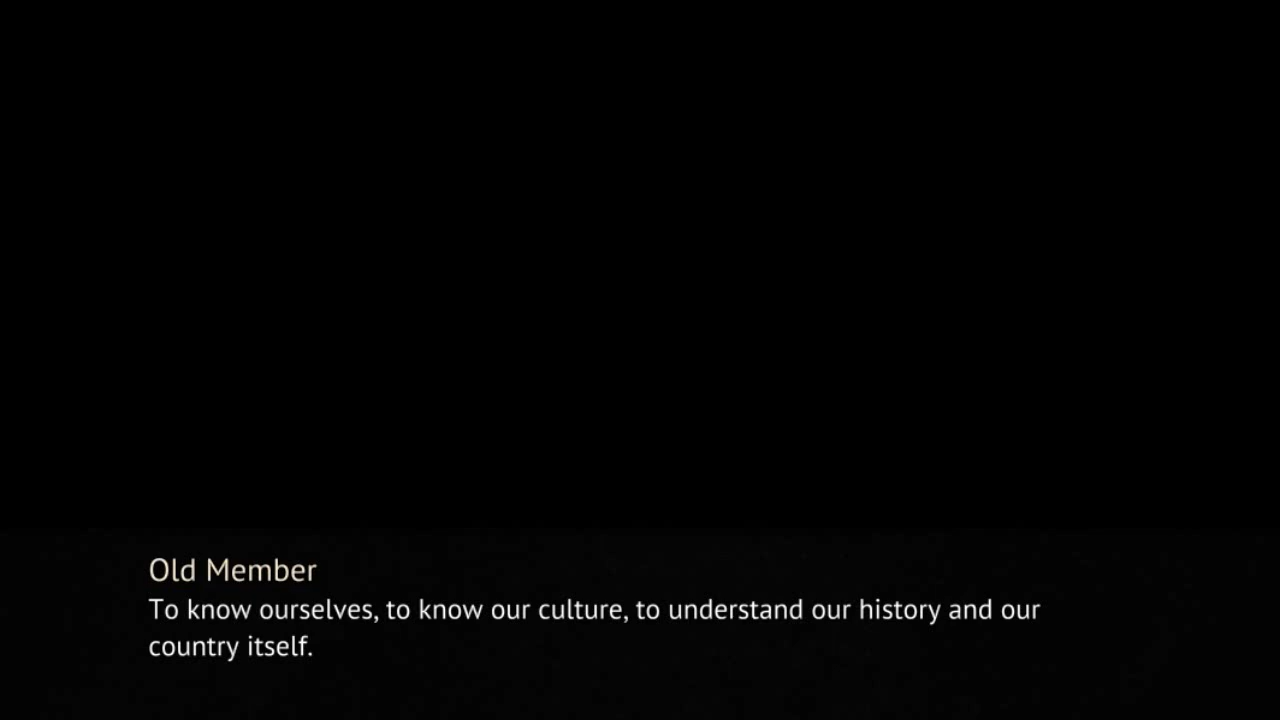 Old Member
To know ourselves, to know our culture, to understand our history and our
country itself.